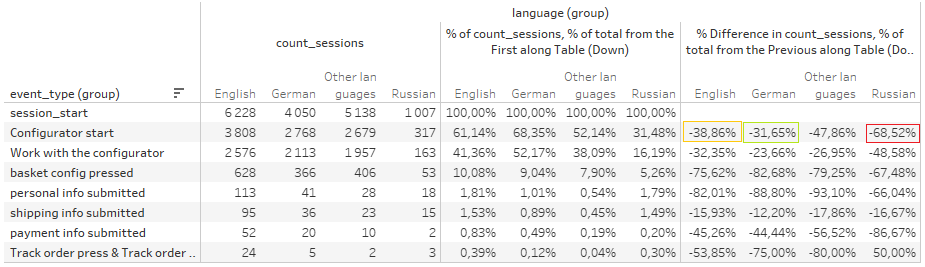 language (group)
count_sessions % of count_sessions, % of total from the First along Table (Down) % Difference in count_sessions, % of total from the Previous along Table (Do..
event_type (group) English German Other lan guages Russian English German Other lan guages Russian English German Other lan guages Russian
session_start 6 228 4 050 5 138 1 007 100,00% 100,00% 100,00% 100,00%
Configurator start 3 808 2 768 2 679 317 61,14% 68,35% 52,14% 31,48% -38,86% -31,65% -47,86% -68,52%
Work with the configurator 2 576 2 113 1 957 163 41,36% 52,17% 38,09% 16,19% -32,35% -23,66% -26,95% -48,58%
basket config pressed 628 366 406 53 10,08% 9,04% 7,90% 5,26% -75,62% -82,68% -79,25% -67,48%
personal info submitted 113 41 28 18 1,81% 1,01% 0,54% 1,79% -82,01% -88,80% -93,10% -66,04%
shipping info submitted 95 36 23 15 1,53% 0,89% 0,45% 1,49% -15,93% -12,20% -17,86% -16,67%
payment info submitted 52 20 10 2 0,83% 0,49% 0,19% 0,20% -45,26% -44,44% -56,52% -86,67%
Track order press & Track order .. 24 5 2 3 0,39% 0,12% 0,04% 0,30% -53,85% -75,00% -80,00% 50,00%